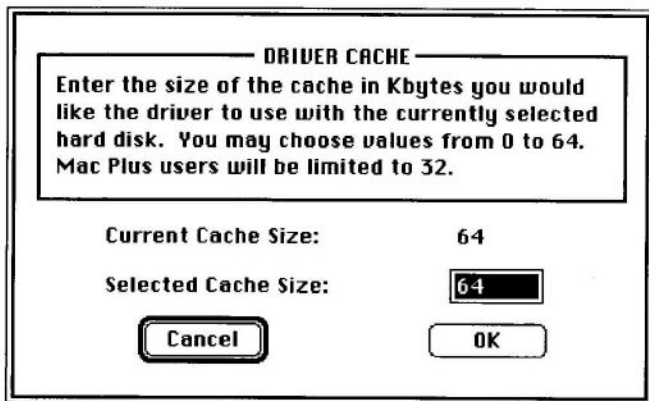 DRIVER CACHE
Enter the size of the cache in Kbytes you would
like the driver to use with the currently selected
hard disk.  You may choose values from 0 to 64.
Mac Plus users will be limited to 32.
Current Cache Size: 64
Selected Cache Size: 64
Cancel OK